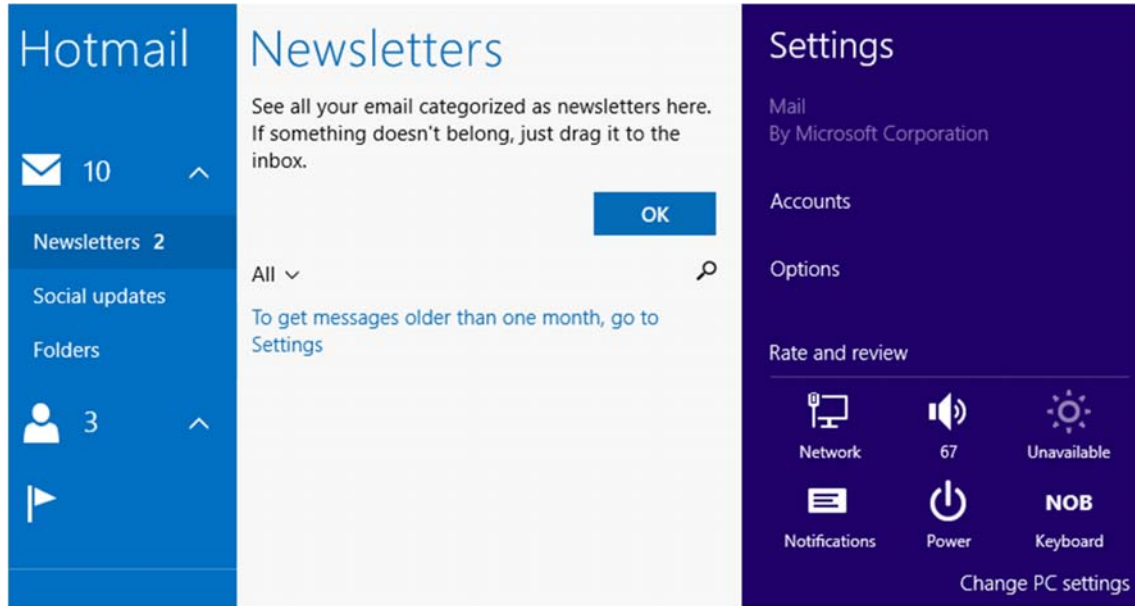 Hotmail
10
Newsletters 2
Social updates
Folders
3
Newsletters
See all your email categorized as newsletters here.
If something doesn't belong, just drag it to the
inbox.
OK
All
To get messages older than one month, go to
Settings
Settings
Mail
By Microsoft Corporation
Accounts
Options
Rate and review
Network
67
Unavailable
NOB
Notifications
Power
Keyboard
Change PC settings